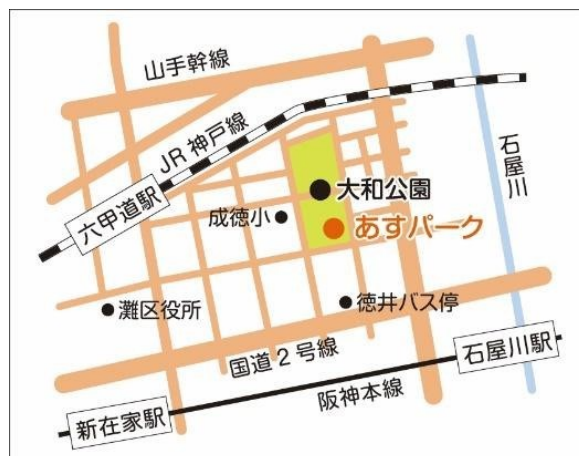 山手幹線
JR神戸線
石屋川
六甲道駅
大和公園
成徳小
あすパーク
灘区役所
徳井バス停
国道2号線
石屋川駅
阪神本線
新在家駅